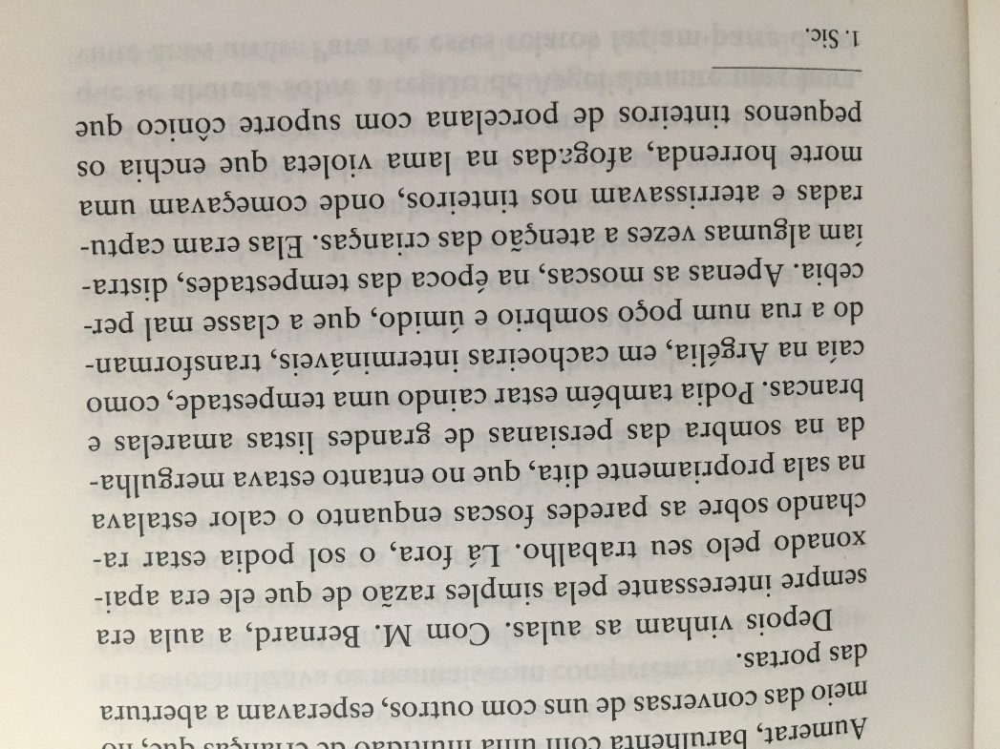 Aumerat, barulhenta com uma multidão de crianças que, no
meio das conversas de uns com outros, esperavam a abertura
das portas.
Depois vinham as aulas. Com M. Bernard, a aula era
sempre interessante pela simples razão de que ele era apai-
xonado pelo seu trabalho. Lá fora, o sol podia estar ra-
chando sobre as paredes foscas enquanto o calor estalava
na sala propriamente dita, que no entanto estava mergulha-
da na sombra das persianas de grandes listas amarelas e
brancas. Podia também estar caindo uma tempestade, como
caía na Argélia, em cachoeiras intermináveis, transforman-
do a rua num poço sombrio e úmido, que a classe mal per-
cebia. Apenas as moscas, na época das tempestades, distra-
íam algumas vezes a atenção das crianças. Elas eram captu-
radas e aterrissavam nos tinteiros, onde começavam uma
morte horrenda, afogadas na lama violeta que enchia os
pequenos tinteiros de porcelana com suporte cônico que
1. Sic.